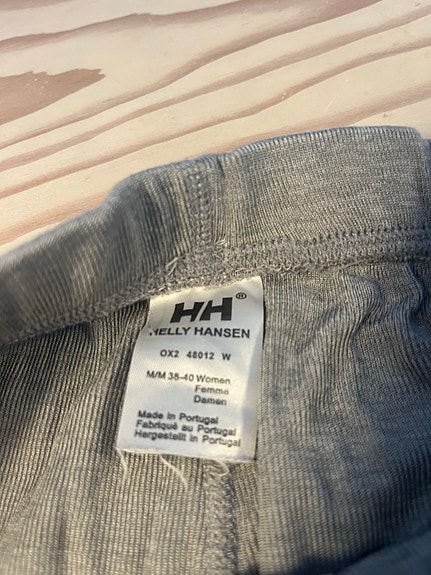 HH®
HELLY HANSEN
OX2 48012 W
M/M 38-40 Women
Femme
Damen
Made in Portugal
Fabriqué au Portugal
Hergestellt in Portugal